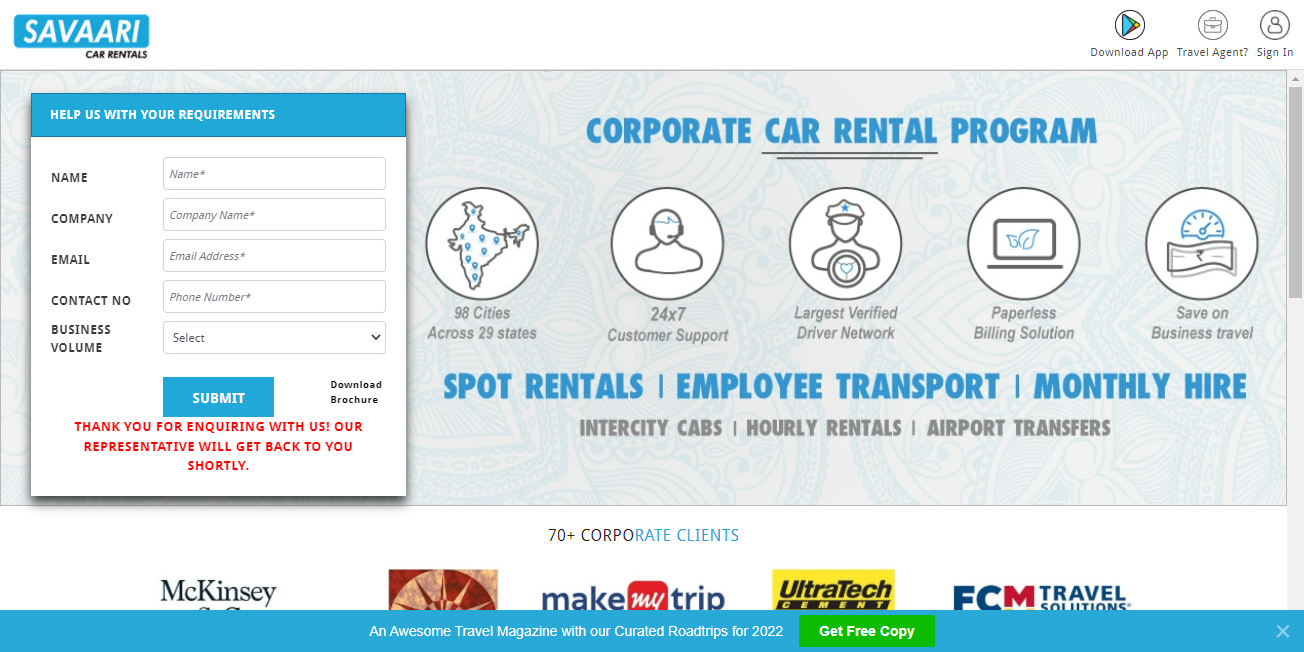 SAVAARI
CAR RENTALS
Download App
Travel Agent?
Sign In
HELP US WITH YOUR REQUIREMENTS
NAME
Name*
COMPANY
Company Name*
EMAIL
Email Address*
CONTACT NO
Phone Number*
BUSINESS
VOLUME
Select
SUBMIT
Download
Brochure
THANK YOU FOR ENQUIRING WITH US! OUR
REPRESENTATIVE WILL GET BACK TO YOU
SHORTLY.
CORPORATE CAR RENTAL PROGRAM
98 Cities
Across 29 states
24x7
Customer Support
Largest Verified
Driver Network
Paperless
Billing Solution
₹
Save on
Business travel
SPOT RENTALS | EMPLOYEE TRANSPORT | MONTHLY HIRE
INTERCITY CABS | HOURLY RENTALS | AIRPORT TRANSFERS
70+ CORPORATE CLIENTS
McKinsey
make my trip
UltraTech
CEMENT
FCM TRAVEL
SOLUTIONS®
An Awesome Travel Magazine with our Curated Roadtrips for 2022
Get Free Copy